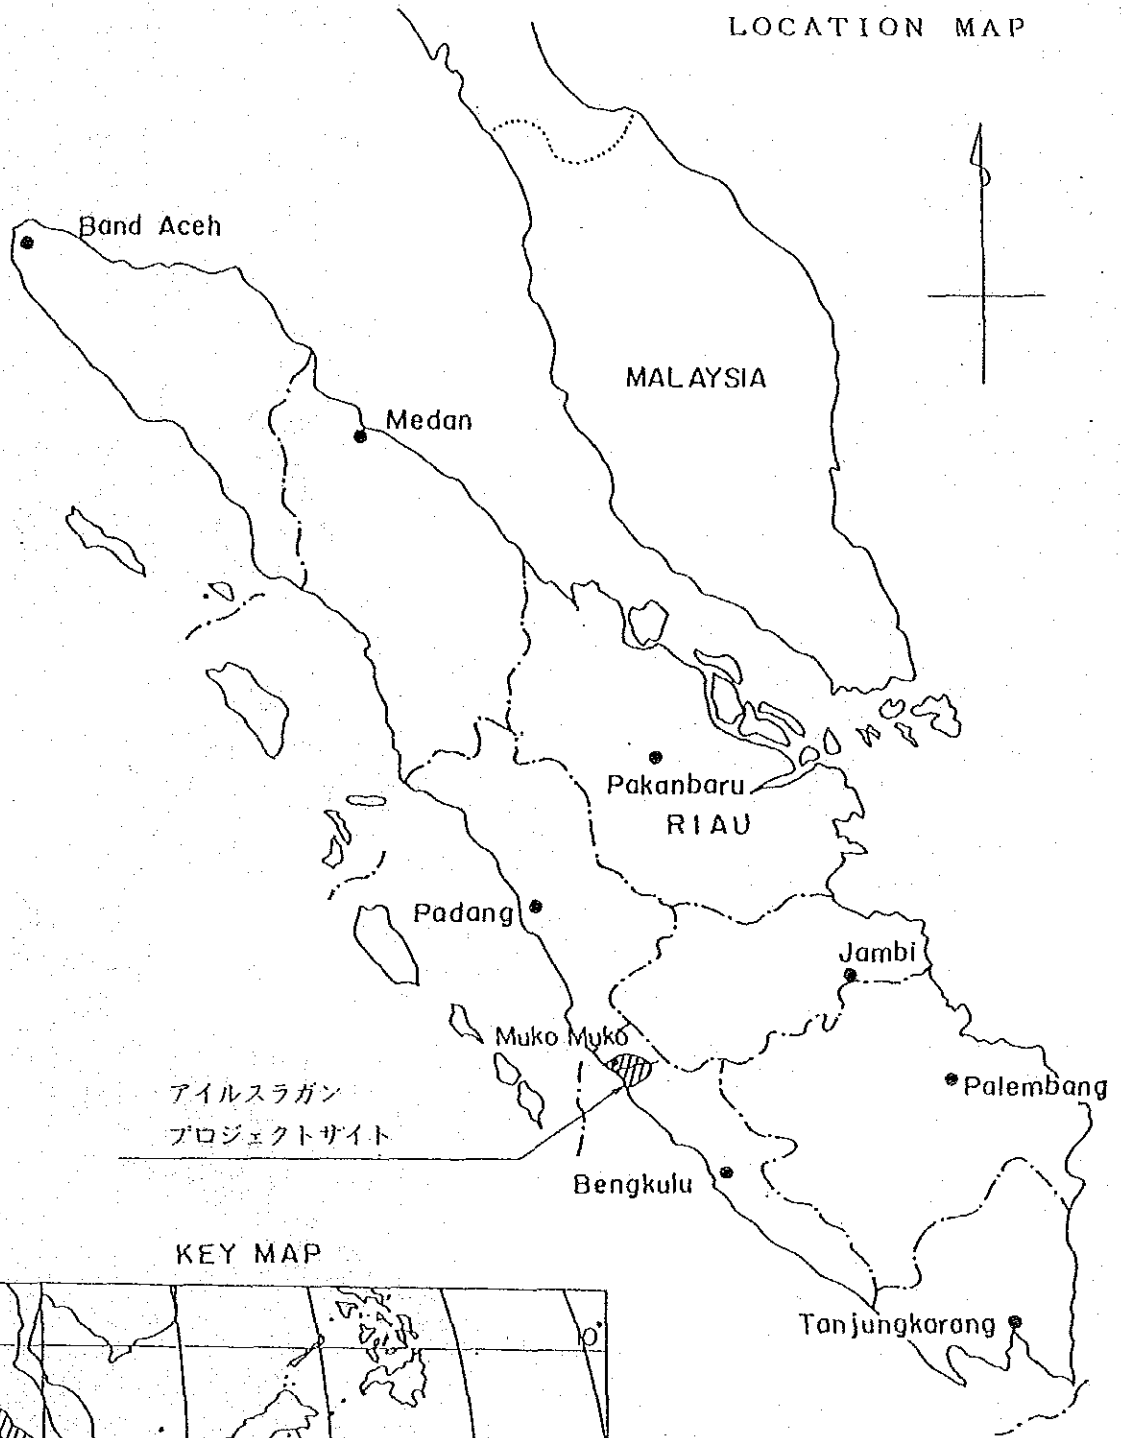 LOCATION MAP
Band Aceh
MALAYSIA
Medan
Pakanbaru
RIAU
Padang
Jambi
Muko Muko
アイルスラガン
プロジェクトサイト
Palembang
Bengkulu
KEY MAP
Tanjungkarang
10°